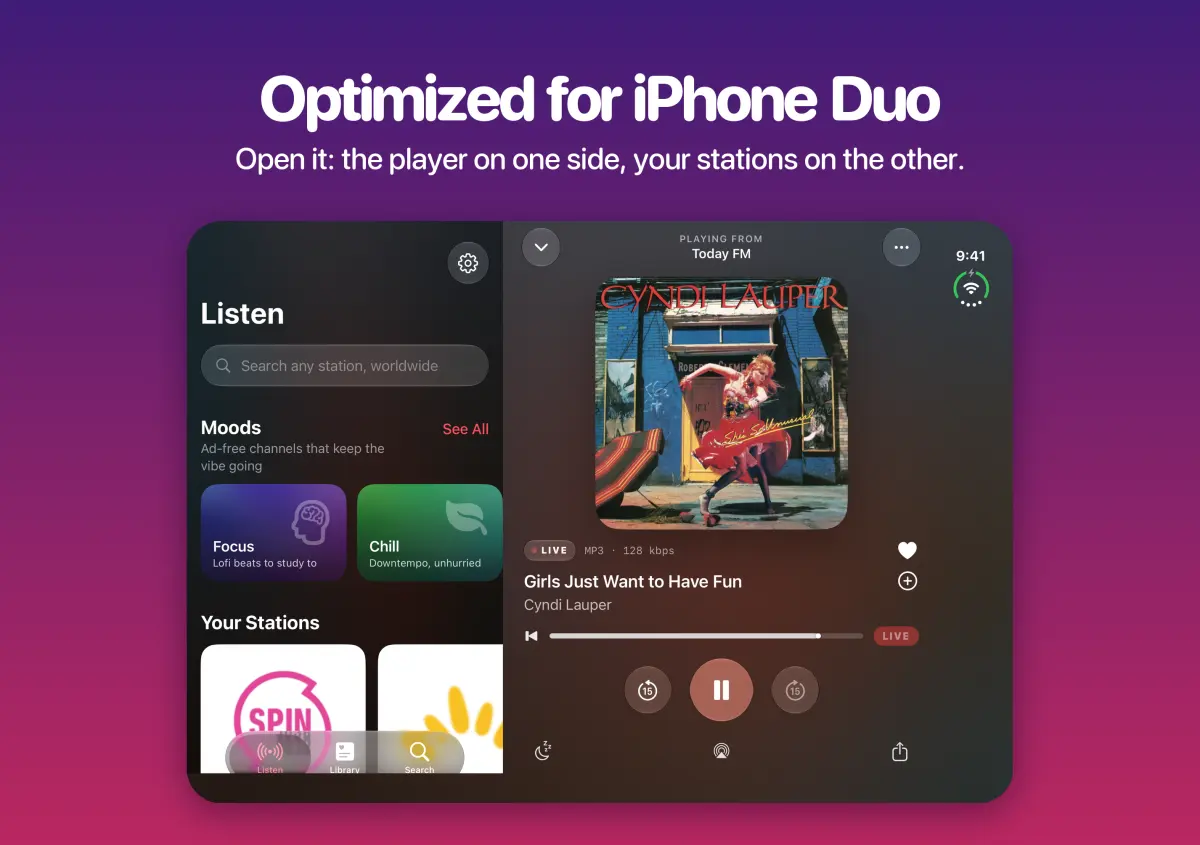 Optimized for iPhone Duo
Open it: the player on one side, your stations on the other.
Listen
Search any station, worldwide
Moods
See All
Ad-free channels that keep the
vibe going
Focus
Lofi beats to study to
Chill
Downtempo, unhurried
Your Stations
SPIN
Listen
Library
Search
PLAYING FROM
Today FM
9:41
CYNDI LAUPER
She's So Unusual
LIVE
MP3 · 128 kbps
Girls Just Want to Have Fun
Cyndi Lauper
LIVE
15
15